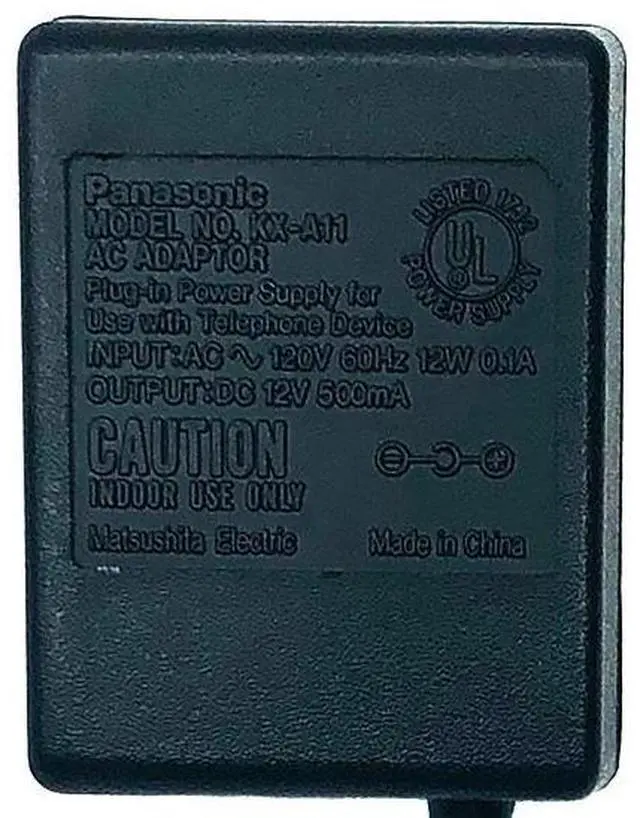 Panasonic
MODEL NO. KX-A11
AC ADAPTOR
Plug-in Power Supply for
Use with Telephone Device
INPUT:AC ∿ 120V 60Hz 12W 0.1A
OUTPUT:DC 12V 500mA
CAUTION
INDOOR USE ONLY
Matsushita Electric
Made in China
LISTED 17Z2
UL
®
POWER SUPPLY